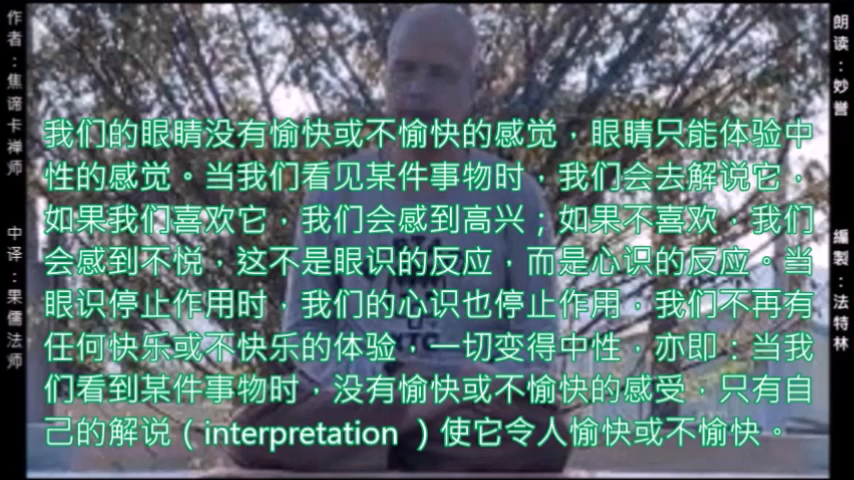 作者：焦谛卡禅师
中译：果儒法师
我们的眼睛没有愉快或不愉快的感觉，眼睛只能体验中
性的感觉。当我们看见某件事物时，我们会去解说它，
如果我们喜欢它，我们会感到高兴；如果不喜欢，我们
会感到不悦，这不是眼识的反应，而是心识的反应。当
眼识停止作用时，我们的心识也停止作用，我们不再有
任何快乐或不快乐的体验，一切变得中性，亦即：当我
们看到某件事物时，没有愉快或不愉快的感受，只有自
己的解说（interpretation ）使它令人愉快或不愉快。
朗读：妙誉
編製：法特林